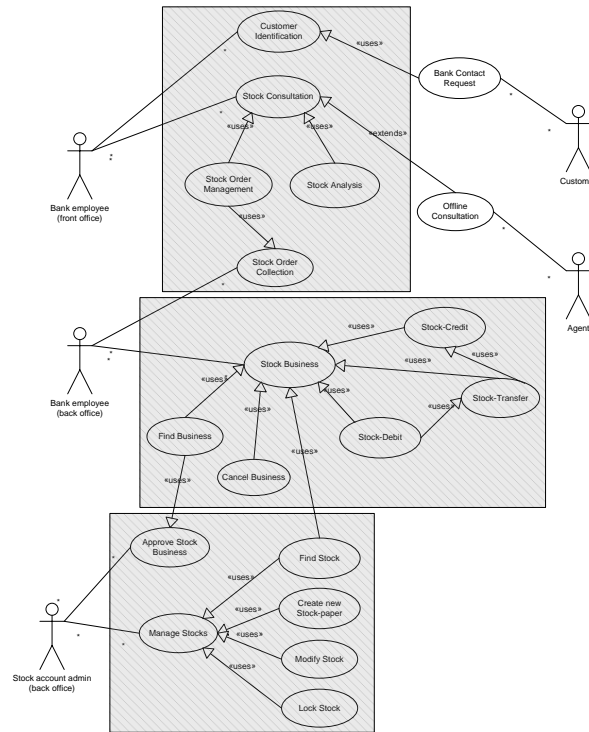 Customer
Identification
«uses»
Bank Contact
Request
*
*
*
*
Custom
Stock Consultation
*
«uses»
«uses»
«extends»
*
*
Bank employee
(front office)
Stock Order
Management
Stock Analysis
«uses»
Offline
Consultation
*
*
Agent
Stock Order
Collection
*
*
*
Bank employee
(back office)
Stock Business
*
«uses»
Stock-Credit
«uses»
«uses»
Stock-Transfer
«uses»
«uses»
«uses»
«uses»
«uses»
Find Business
Stock-Debit
Cancel Business
«uses»
Approve Stock
Business
*
*
Find Stock
«uses»
Create new
Stock-paper
«uses»
Manage Stocks
*
*
«uses»
Modify Stock
«uses»
Lock Stock
Stock account admin
(back office)